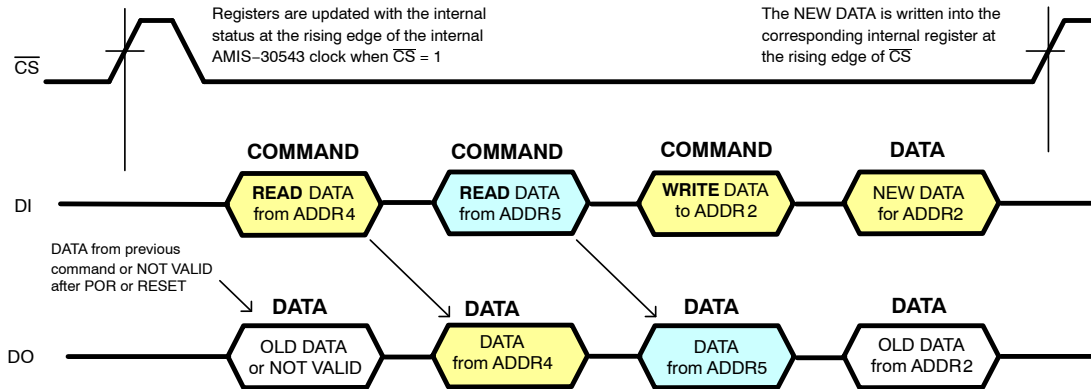 Registers are updated with the internal
status at the rising edge of the internal
AMIS−30543 clock when CS = 1
The NEW DATA is written into the
corresponding internal register at
the rising edge of CS
CS
COMMAND
COMMAND
COMMAND
DATA
DI
READ DATA
from ADDR4
READ DATA
from ADDR5
WRITE DATA
to ADDR2
NEW DATA
for ADDR2
DATA from previous
command or NOT VALID
after POR or RESET
DATA
DATA
DATA
DATA
DO
OLD DATA
or NOT VALID
DATA
from ADDR4
DATA
from ADDR5
OLD DATA
from ADDR2